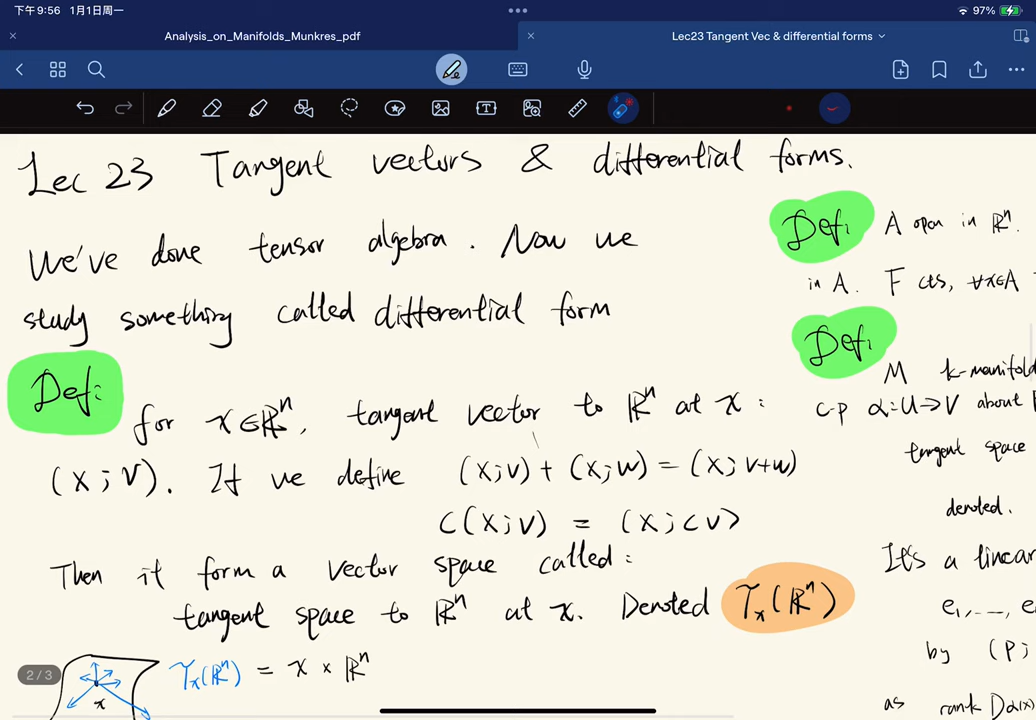 下午9:56 1月1日周一
97%
Analysis_on_Manifolds_Munkres_pdf
Lec23 Tangent Vec & differential forms
Lec 23 Tangent vectors & differential forms.
We've done tensor algebra. Now we
study something called differential form
Def:
for x∈ℝⁿ, tangent vector to ℝⁿ at x:
(x;v). If we define (x;v)+(x;w)=(x;v+w)
c(x;v) = (x;cv)
Then it form a vector space called:
tangent space to ℝⁿ at x. Denoted 𝒯ₓ(ℝⁿ)
2/3
x
𝒯ₓ(ℝⁿ) = x × ℝⁿ
Def: A open in ℝⁿ.
in A. F cts, ∀x∈A
Def:
M k-manifold
c-p α:U→V about
tangent space
denoted.
It's a linear
e₁,...,e
by (p;
as rank Dα(x)